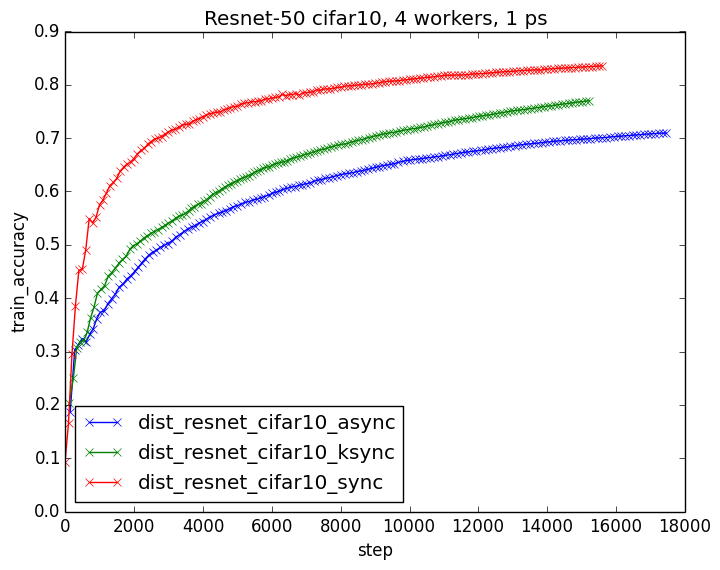 Resnet-50 cifar10, 4 workers, 1 ps
0.9
0.8
0.7
0.6
0.5
0.4
0.3
0.2
0.1
0.0
train_accuracy
dist_resnet_cifar10_async
dist_resnet_cifar10_ksync
dist_resnet_cifar10_sync
0 2000 4000 6000 8000 10000 12000 14000 16000 18000
step